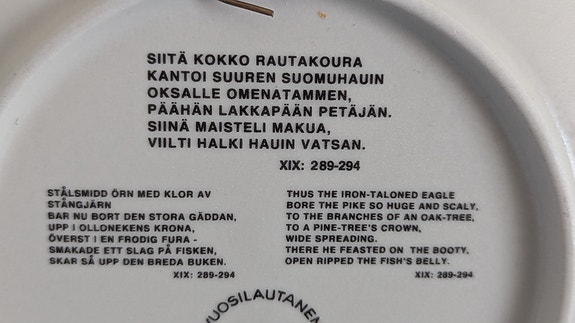 SIITÄ KOKKO RAUTAKOURA
KANTOI SUUREN SUOMUHAUIN
OKSALLE OMENATAMMEN,
PÄÄHÄN LAKKAPÄÄN PETÄJÄN.
SIINÄ MAISTELI MAKUA,
VIILTI HALKI HAUIN VATSAN.
XIX: 289-294
STÅLSMIDD ÖRN MED KLOR AV
STÅNGJÄRN
BAR NU BORT DEN STORA GÄDDAN,
UPP I OLLONEKENS KRONA,
ÖVERST I EN FRODIG FURA -
SMAKADE ETT SLAG PÅ FISKEN,
SKAR SÅ UPP DEN BREDA BUKEN.
XIX: 289-294
THUS THE IRON-TALONED EAGLE
BORE THE PIKE SO HUGE AND SCALY,
TO THE BRANCHES OF AN OAK-TREE,
TO A PINE-TREE'S CROWN,
WIDE SPREADING.
THERE HE FEASTED ON THE BOOTY,
OPEN RIPPED THE FISH'S BELLY.
XIX: 289-294
VUOSILAUTANEN